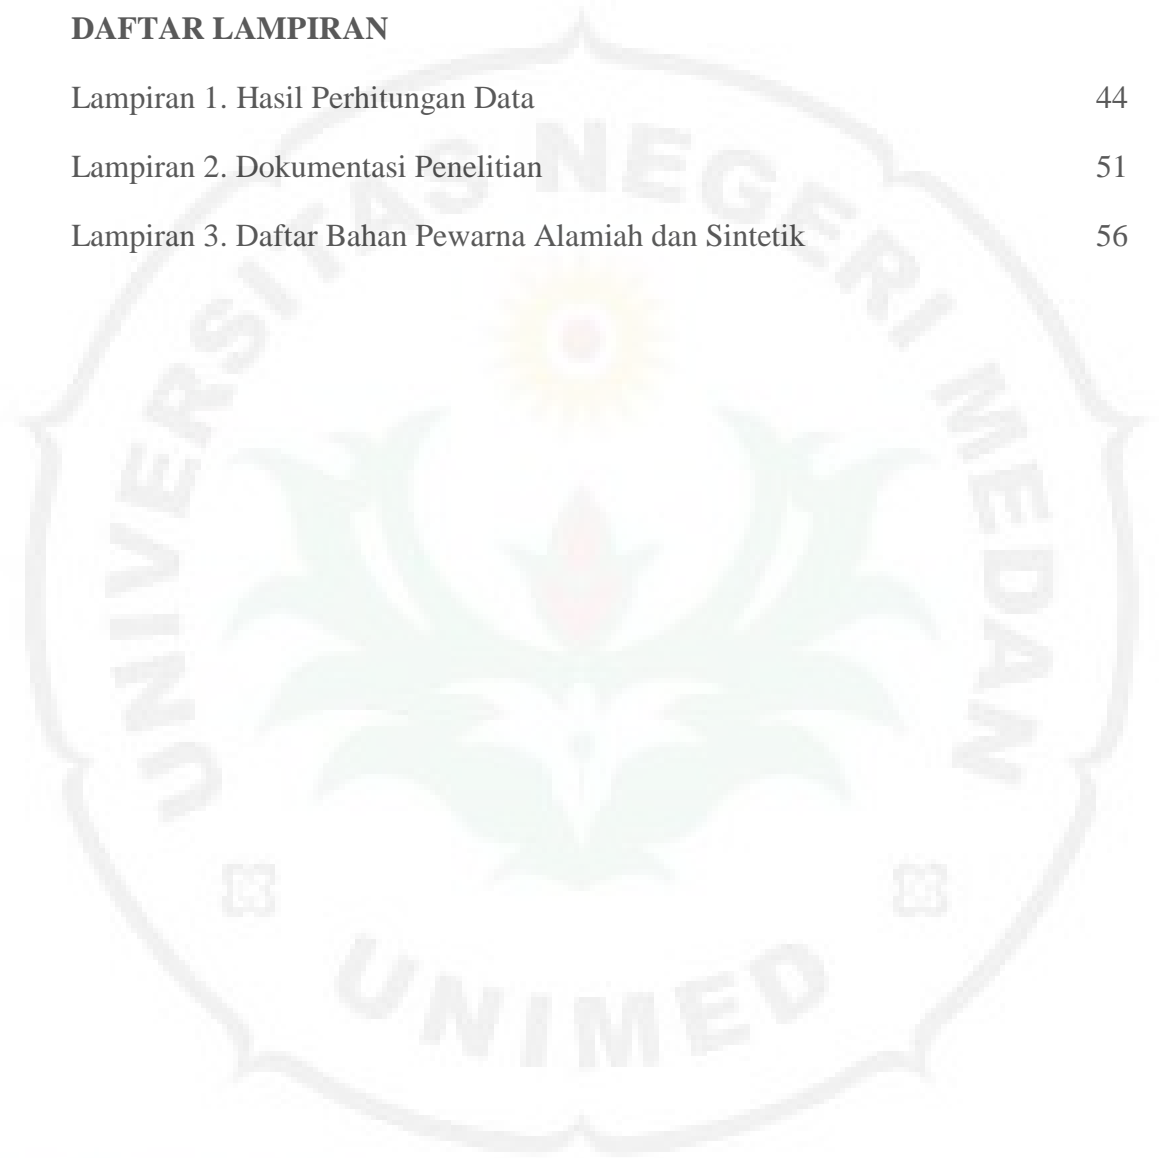 DAFTAR LAMPIRAN
Lampiran 1. Hasil Perhitungan Data 44
Lampiran 2. Dokumentasi Penelitian 51
Lampiran 3. Daftar Bahan Pewarna Alamiah dan Sintetik 56
UNIVERSITAS NEGERI MEDAN
UNIMED